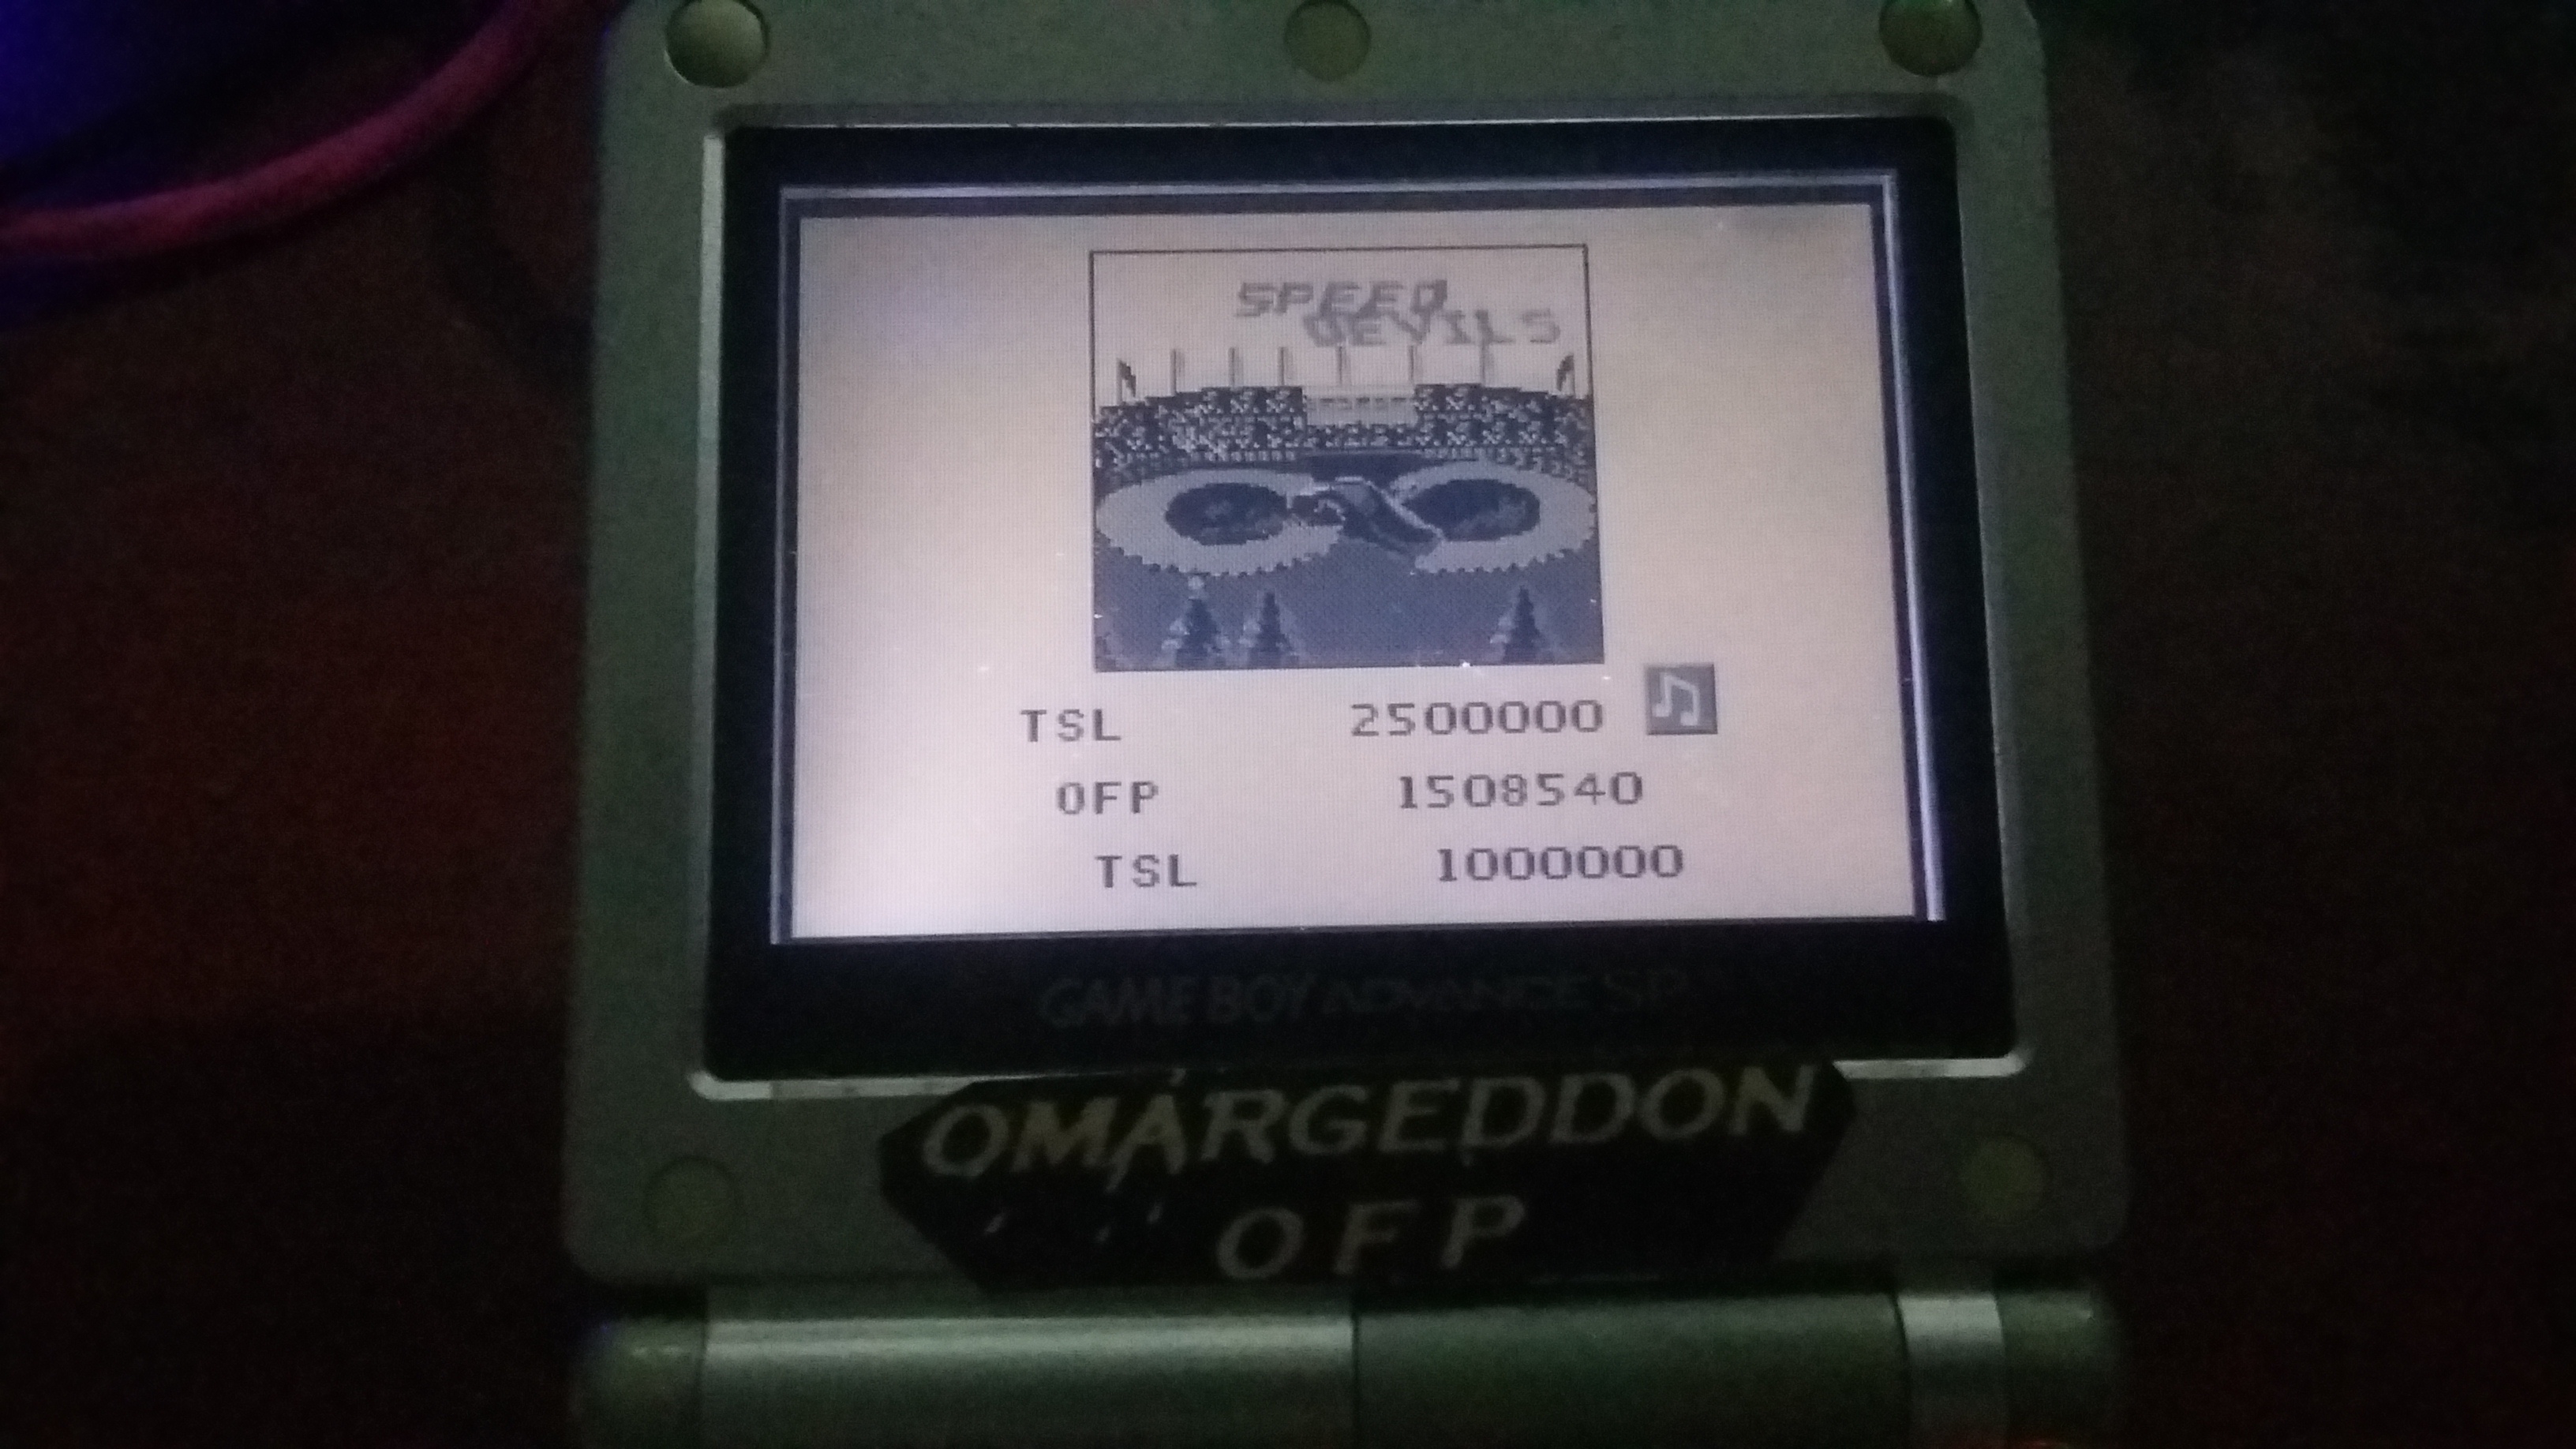 SPEED
DEVILS
TSL 2500000
OFP 1508540
TSL 1000000
GAME BOY ADVANCE SP
OMARGEDDON
OFP